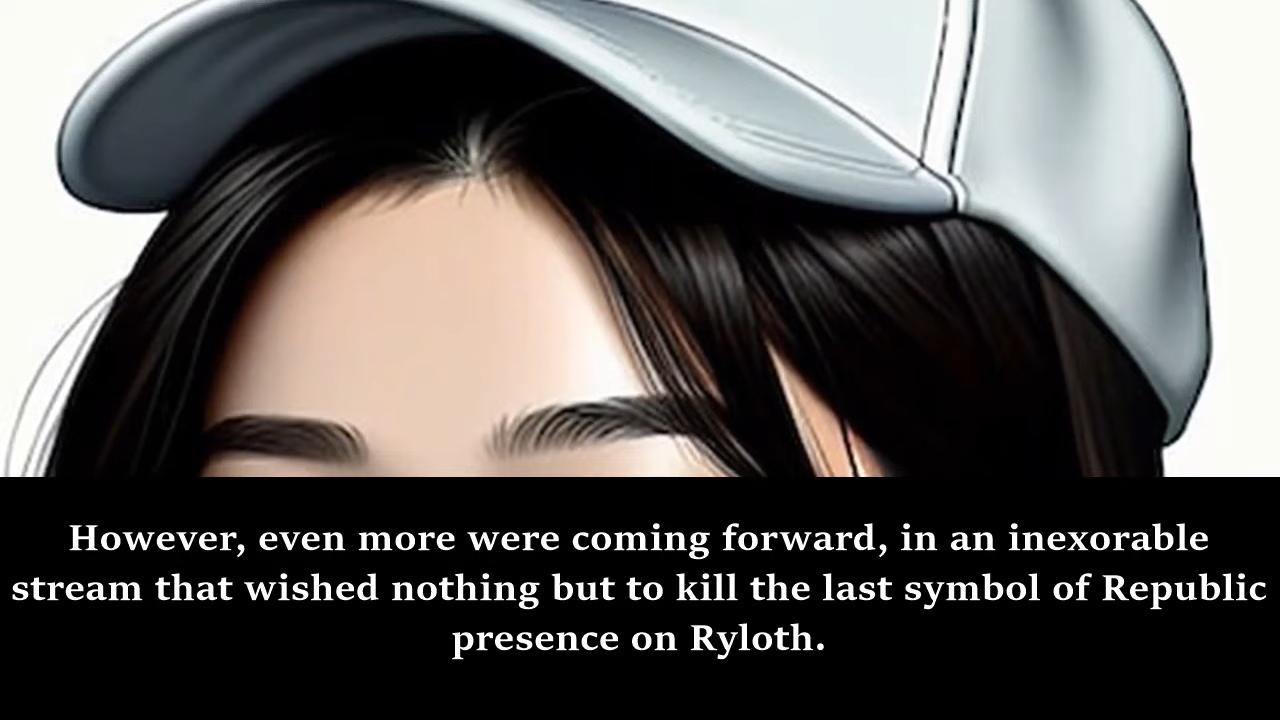 However, even more were coming forward, in an inexorable
stream that wished nothing but to kill the last symbol of Republic
presence on Ryloth.